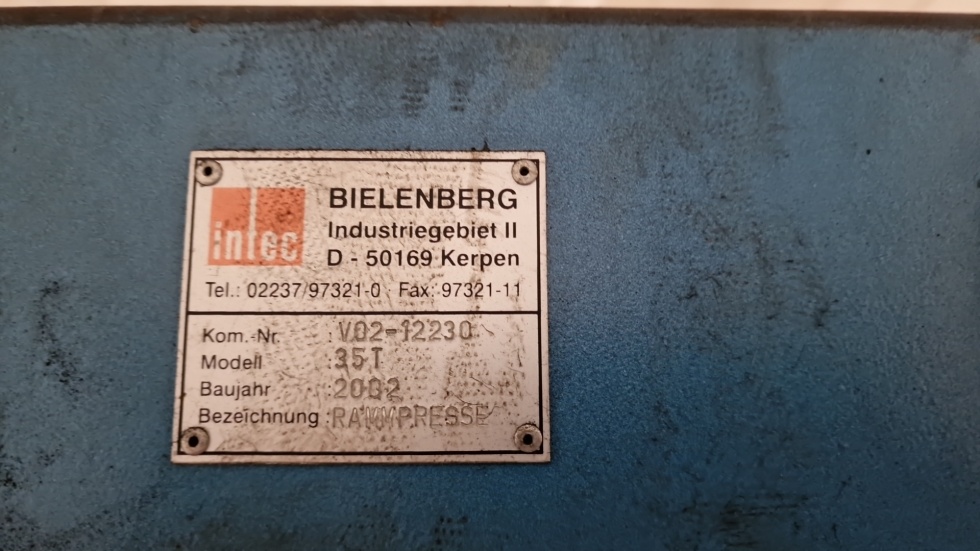 intec
BIELENBERG
Industriegebiet II
D - 50169 Kerpen
Tel.: 02237/97321-0 · Fax: 97321-11
Kom.-Nr. : V02-12230
Modell : 35T
Baujahr : 2002
Bezeichnung : RAMMPRESSE